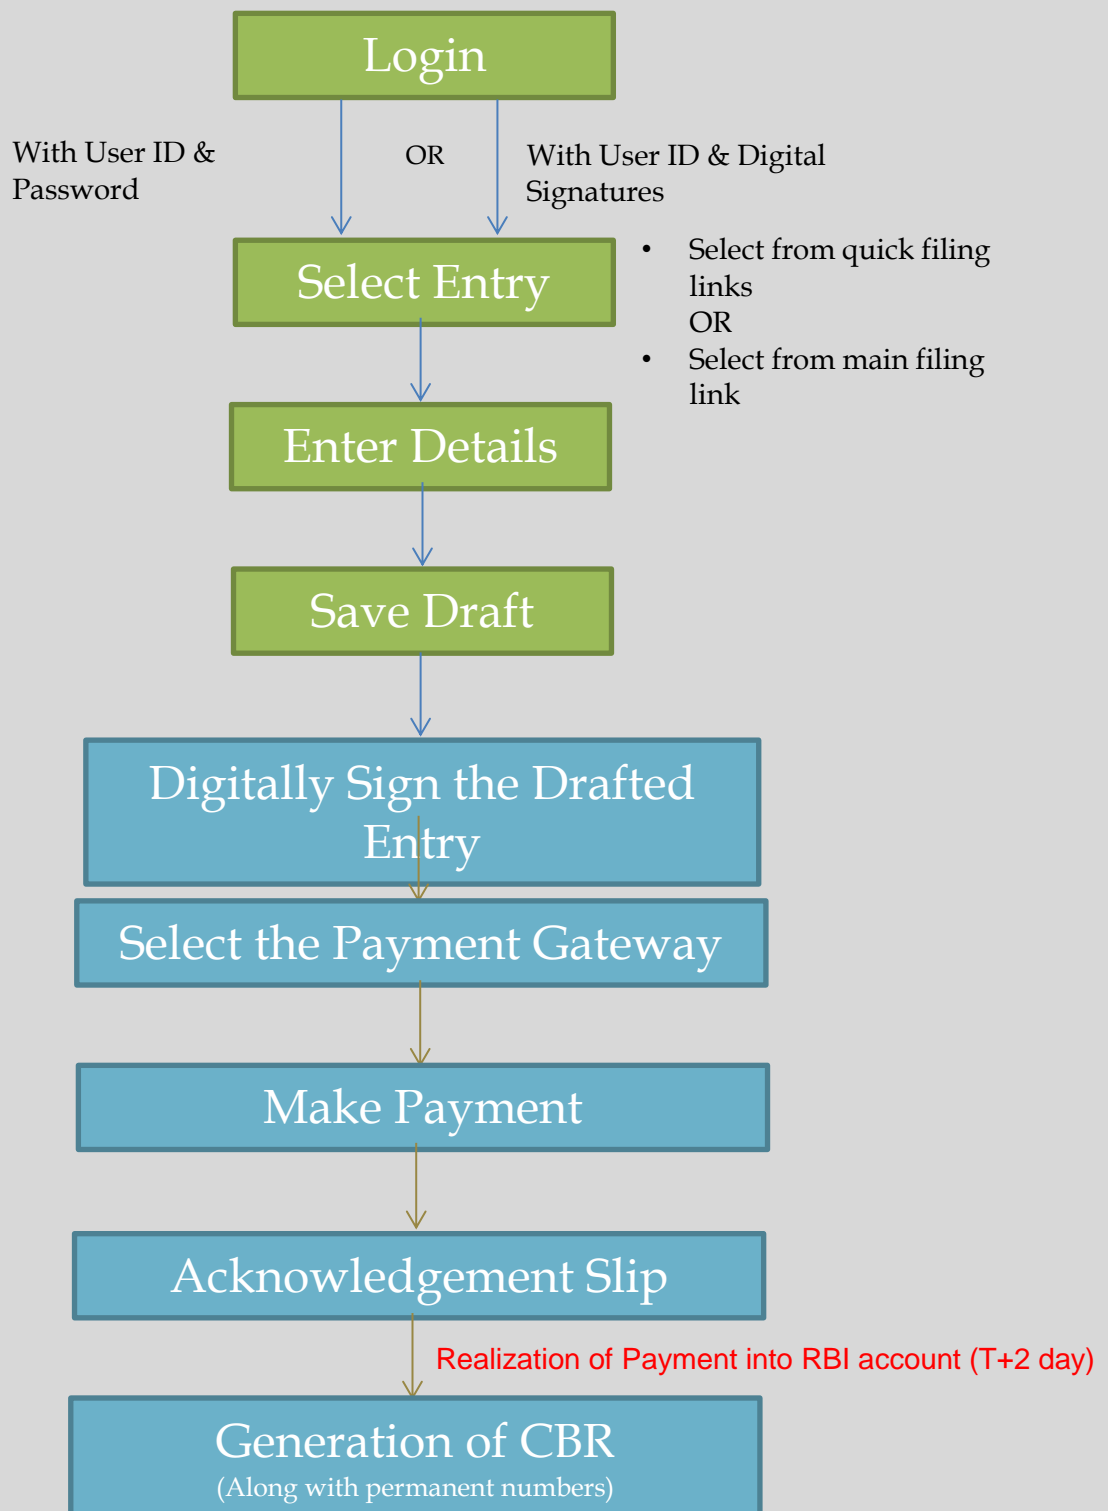 Login
With User ID &
Password
OR
With User ID & Digital
Signatures
Select Entry
• Select from quick filing
links
OR
• Select from main filing
link
Enter Details
Save Draft
Digitally Sign the Drafted
Entry
Select the Payment Gateway
Make Payment
Acknowledgement Slip
Realization of Payment into RBI account (T+2 day)
Generation of CBR
(Along with permanent numbers)